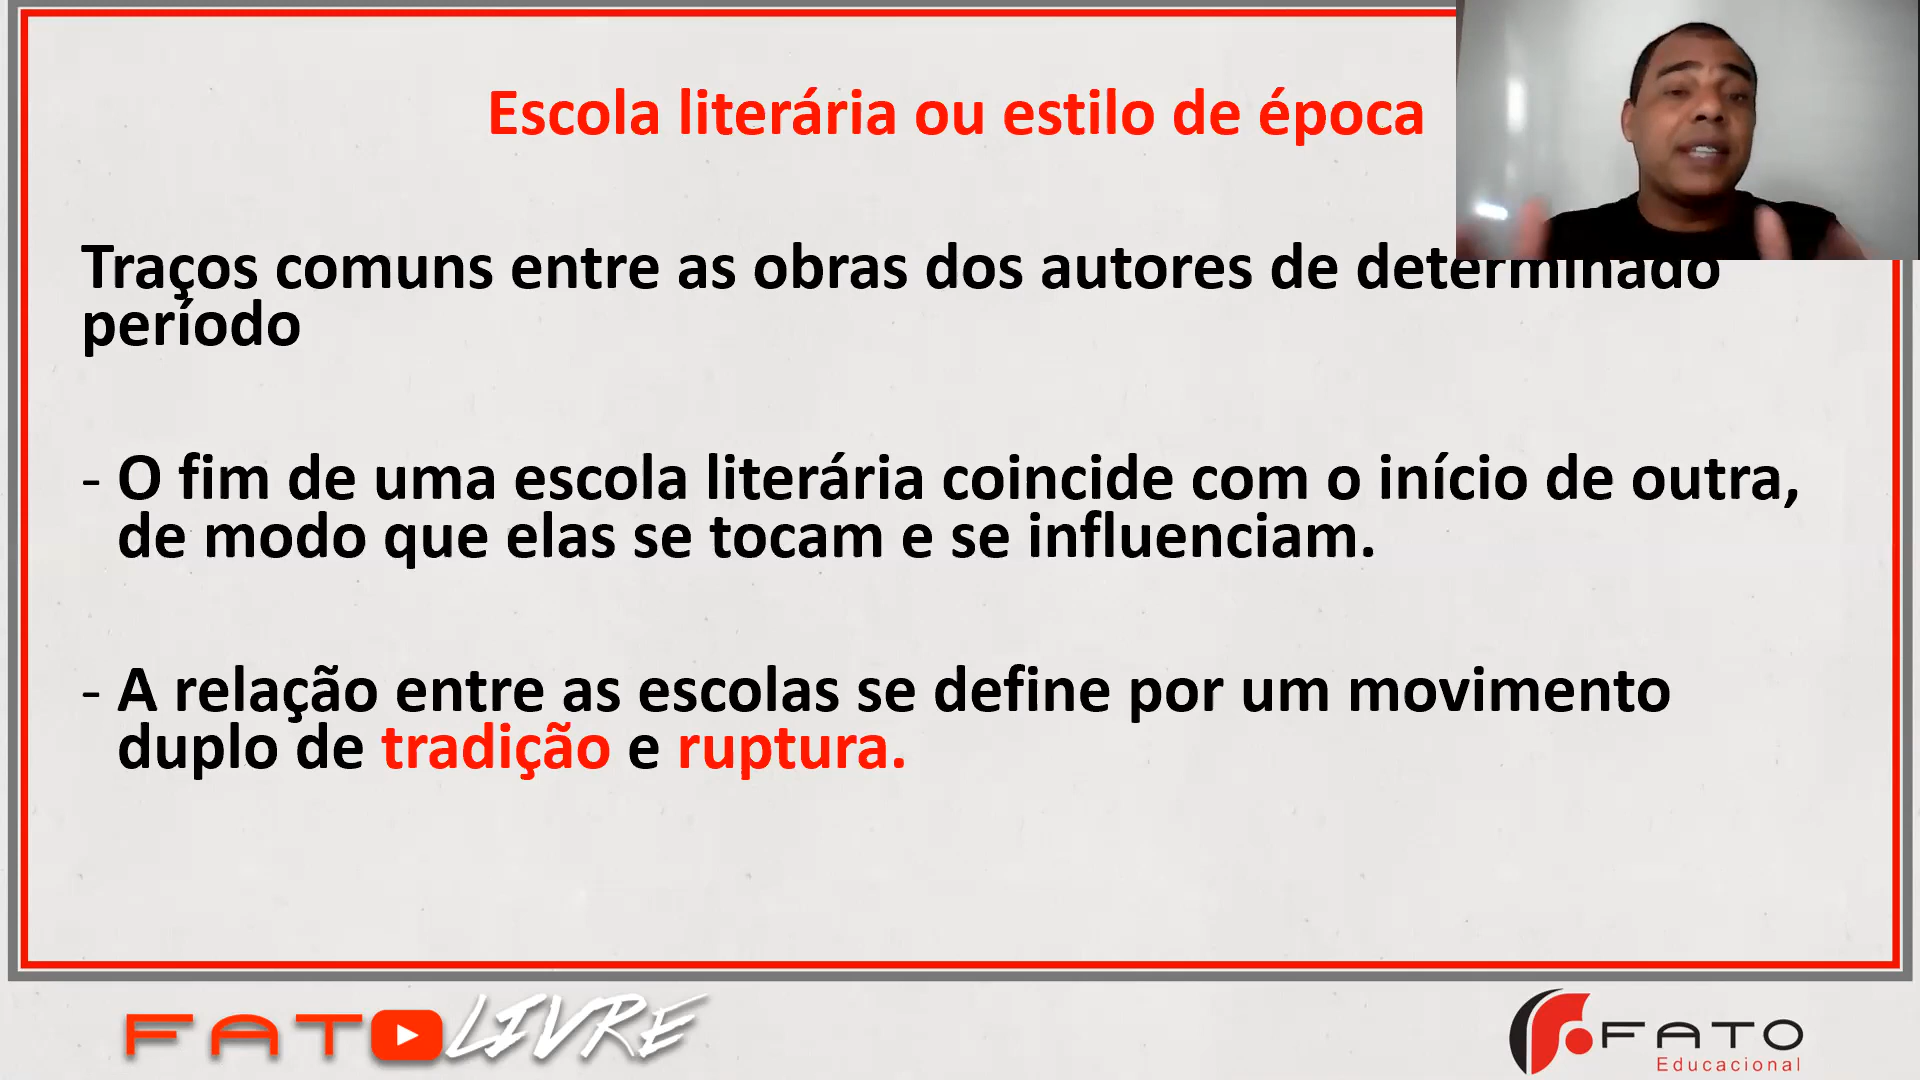 Escola literária ou estilo de época
Traços comuns entre as obras dos autores de determinado
período
- O fim de uma escola literária coincide com o início de outra,
de modo que elas se tocam e se influenciam.
- A relação entre as escolas se define por um movimento
duplo de tradição e ruptura.
FATO LIVRE
FATO
Educacional